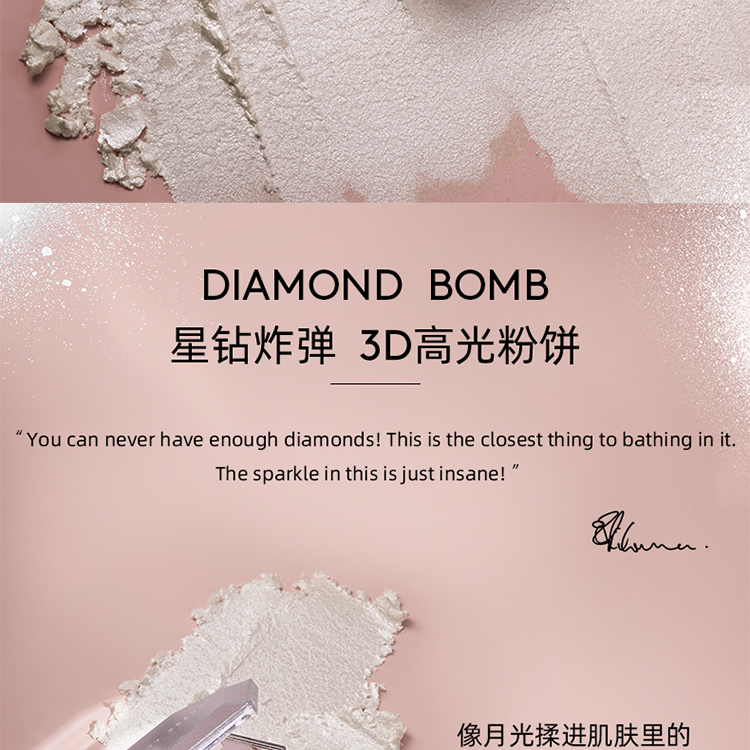 DIAMOND BOMB
星钻炸弹 3D高光粉饼
“You can never have enough diamonds! This is the closest thing to bathing in it.
The sparkle in this is just insane!”
像月光揉进肌肤里的